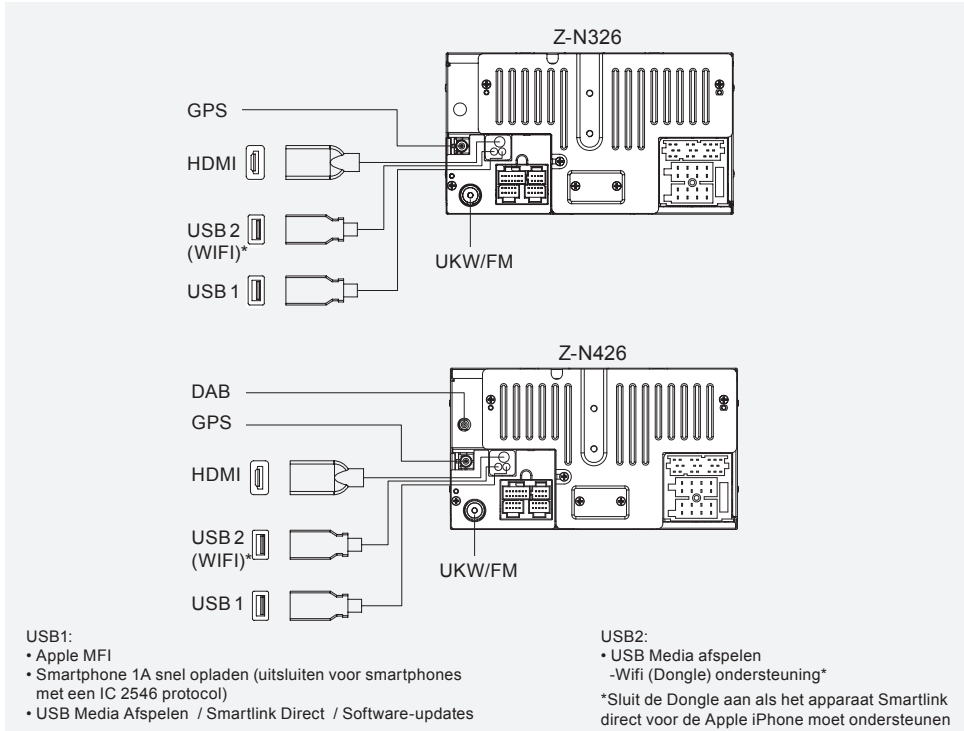 Z-N326
GPS
HDMI
USB 2
(WIFI)*
USB 1
UKW/FM
Z-N426
DAB
GPS
HDMI
USB 2
(WIFI)*
USB 1
UKW/FM
USB1:
• Apple MFI
• Smartphone 1A snel opladen (uitsluiten voor smartphones
met een IC 2546 protocol)
• USB Media Afspelen / Smartlink Direct / Software-updates
USB2:
• USB Media afspelen
-Wifi (Dongle) ondersteuning*
*Sluit de Dongle aan als het apparaat Smartlink
direct voor de Apple iPhone moet ondersteunen